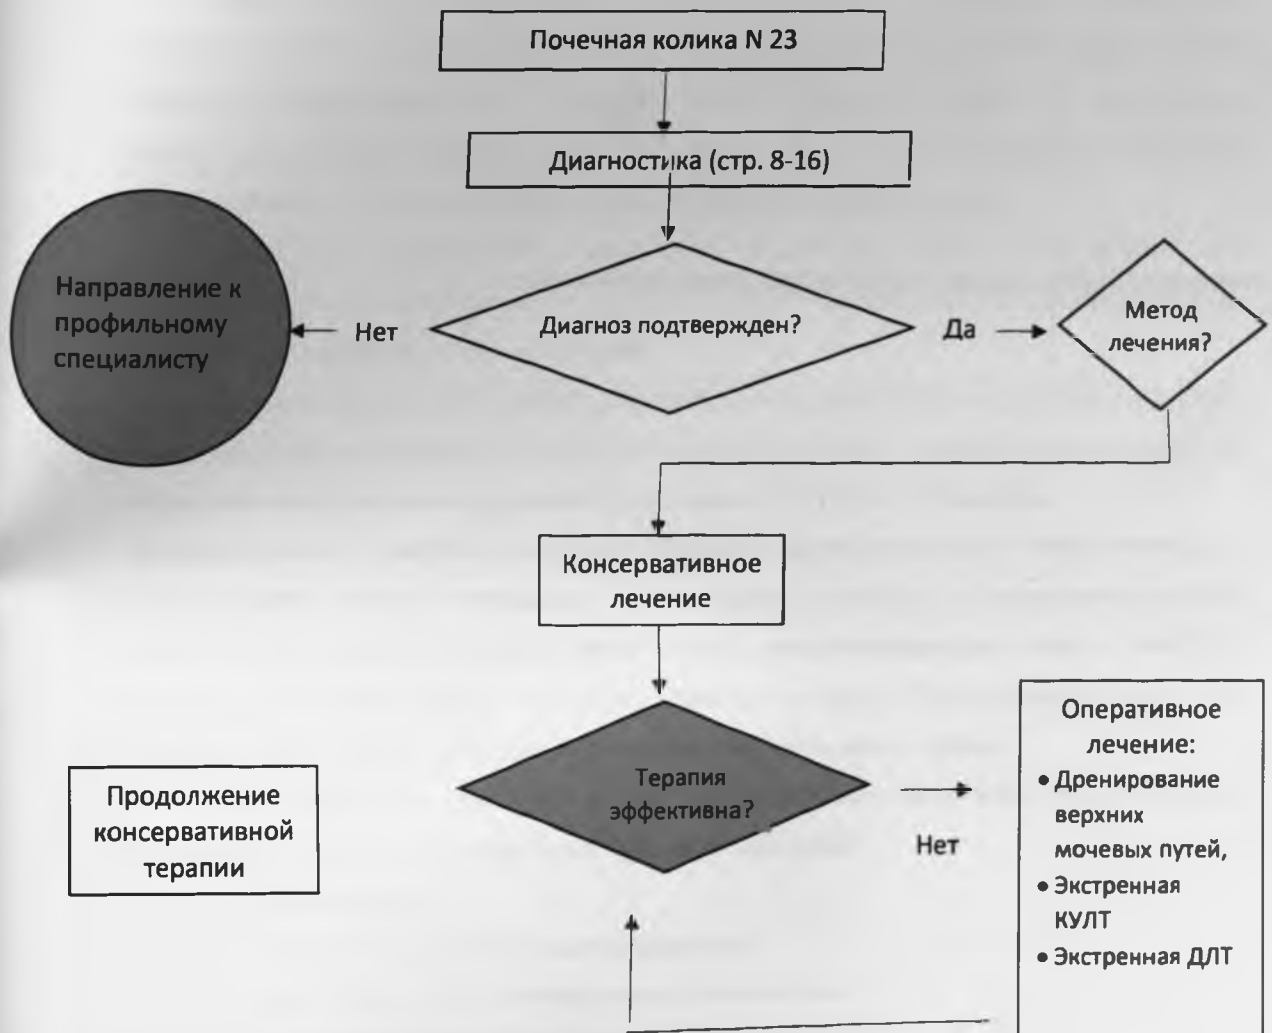 Почечная колика N 23
Диагностика (стр. 8-16)
Направление к
профильному
специалисту
Нет
Диагноз подтвержден?
Да
Метод
лечения?
Консервативное
лечение
Продолжение
консервативной
терапии
Терапия
эффективна?
Нет
Оперативное
лечение:
• Дренирование
верхних
мочевых путей,
• Экстренная
КУЛТ
• Экстренная ДЛТ